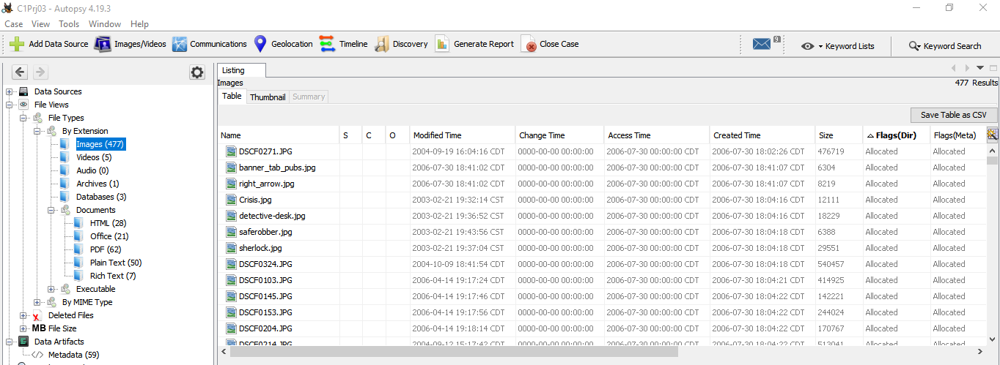 C1Prj03 - Autopsy 4.19.3
Case View Tools Window Help
Add Data Source Images/Videos Communications Geolocation Timeline Discovery Generate Report Close Case 9 Keyword Lists Keyword Search
Data Sources
File Views
File Types
By Extension
Images (477)
Videos (5)
Audio (0)
Archives (1)
Databases (3)
Documents
HTML (28)
Office (21)
PDF (62)
Plain Text (50)
Rich Text (7)
Executable
By MIME Type
Deleted Files
MB File Size
Data Artifacts
Metadata (59)
Listing
Images 477 Results
Table Thumbnail Summary
Save Table as CSV
Name S C O Modified Time Change Time Access Time Created Time Size Flags(Dir) Flags(Meta)
DSCF0271.JPG 2004-09-19 16:04:16 CDT 0000-00-00 00:00:00 2006-07-30 00:00:00 CDT 2006-07-30 18:02:26 CDT 476719 Allocated Allocated
banner_tab_pubs.jpg 2006-07-30 18:41:02 CDT 0000-00-00 00:00:00 2006-07-30 00:00:00 CDT 2006-07-30 18:41:07 CDT 6304 Allocated Allocated
right_arrow.jpg 2006-07-30 18:41:02 CDT 0000-00-00 00:00:00 2006-07-30 00:00:00 CDT 2006-07-30 18:41:07 CDT 8219 Allocated Allocated
Crisis.jpg 2003-02-21 19:32:14 CST 0000-00-00 00:00:00 2006-07-30 00:00:00 CDT 2006-07-30 18:04:16 CDT 12111 Allocated Allocated
detective-desk.jpg 2003-02-21 19:36:52 CST 0000-00-00 00:00:00 2006-07-30 00:00:00 CDT 2006-07-30 18:04:16 CDT 18229 Allocated Allocated
saferobber.jpg 2003-02-21 19:43:56 CST 0000-00-00 00:00:00 2006-07-30 00:00:00 CDT 2006-07-30 18:04:18 CDT 6388 Allocated Allocated
sherlock.jpg 2003-02-21 19:37:04 CST 0000-00-00 00:00:00 2006-07-30 00:00:00 CDT 2006-07-30 18:04:18 CDT 29551 Allocated Allocated
DSCF0324.JPG 2004-10-09 18:41:54 CDT 0000-00-00 00:00:00 2006-07-30 00:00:00 CDT 2006-07-30 18:04:18 CDT 540457 Allocated Allocated
DSCF0103.JPG 2006-04-14 19:17:24 CDT 0000-00-00 00:00:00 2006-07-30 00:00:00 CDT 2006-07-30 18:04:21 CDT 414925 Allocated Allocated
DSCF0145.JPG 2006-04-14 19:17:46 CDT 0000-00-00 00:00:00 2006-07-30 00:00:00 CDT 2006-07-30 18:04:22 CDT 142221 Allocated Allocated
DSCF0153.JPG 2006-04-14 19:17:56 CDT 0000-00-00 00:00:00 2006-07-30 00:00:00 CDT 2006-07-30 18:04:22 CDT 244024 Allocated Allocated
DSCF0204.JPG 2006-04-14 19:18:14 CDT 0000-00-00 00:00:00 2006-07-30 00:00:00 CDT 2006-07-30 18:04:22 CDT 170767 Allocated Allocated
DSCF0214.JPG 2004-09-12 15:17:42 CDT 0000-00-00 00:00:00 2006-07-30 00:00:00 CDT 2006-07-30 18:04:22 CDT 513041 Allocated Allocated